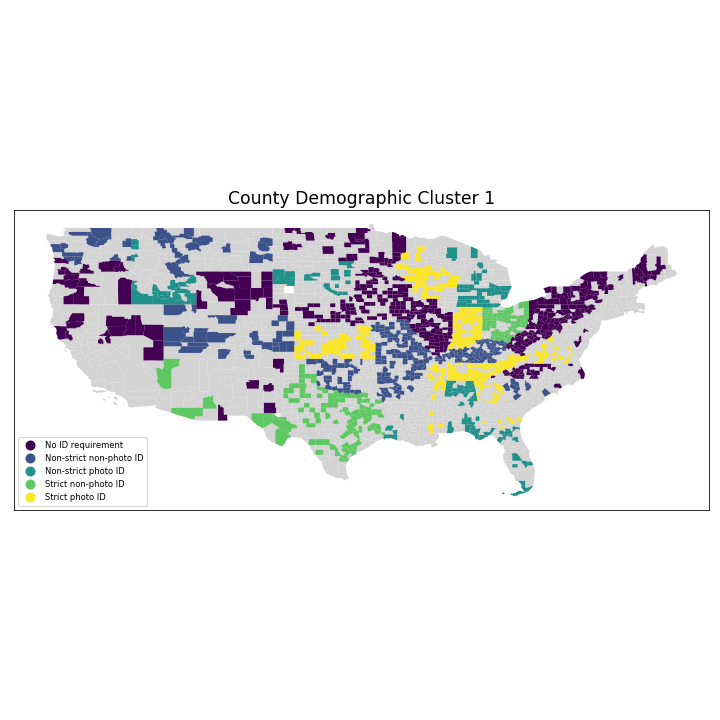 County Demographic Cluster 1
No ID requirement
Non-strict non-photo ID
Non-strict photo ID
Strict non-photo ID
Strict photo ID